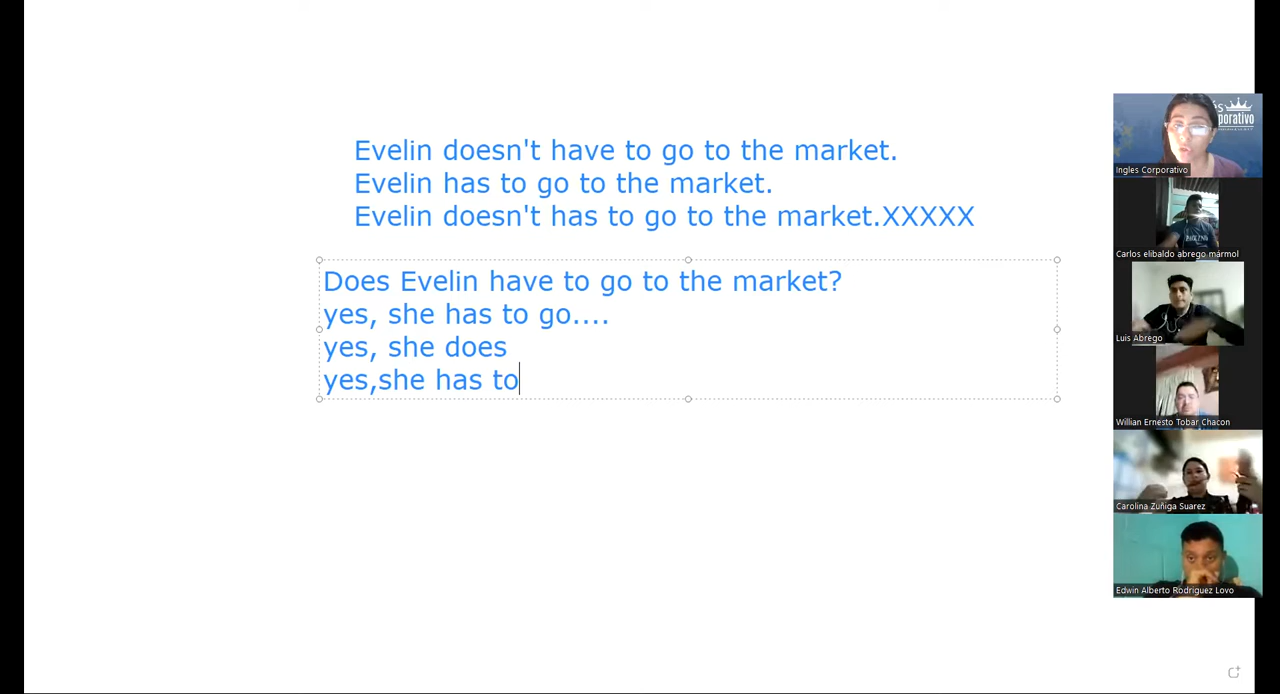 Evelin doesn't have to go to the market.
Evelin has to go to the market.
Evelin doesn't has to go to the market.XXXXX
Does Evelin have to go to the market?
yes, she has to go....
yes, she does
yes,she has to
Ingles Corporativo
Carlos elibaldo abrego mármol
Luis Abrego
Willian Ernesto Tobar Chacon
Carolina Zuñiga Suarez
Edwin Alberto Rodriguez Lovo